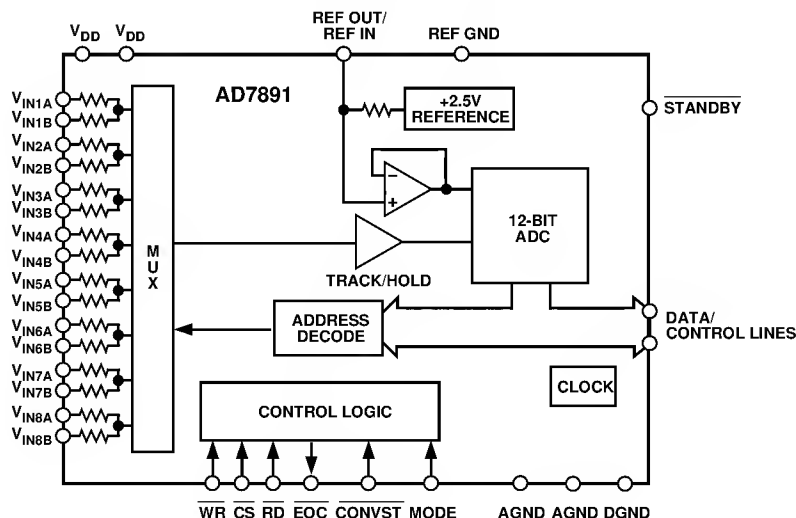 VDD VDD REF OUT/ REF IN REF GND
AD7891
+2.5V REFERENCE
STANDBY
VIN1A
VIN1B
VIN2A
VIN2B
VIN3A
VIN3B
VIN4A
VIN4B
VIN5A
VIN5B
VIN6A
VIN6B
VIN7A
VIN7B
VIN8A
VIN8B
MUX
−
+
12-BIT
ADC
TRACK/HOLD
ADDRESS
DECODE
DATA/
CONTROL LINES
CLOCK
CONTROL LOGIC
WR CS RD EOC CONVST MODE AGND AGND DGND